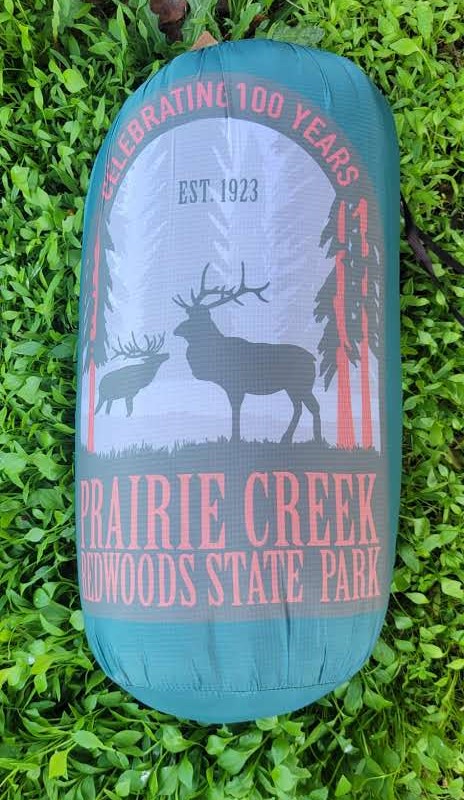 CELEBRATING 100 YEARS
EST. 1923
PRAIRIE CREEK
REDWOODS STATE PARK